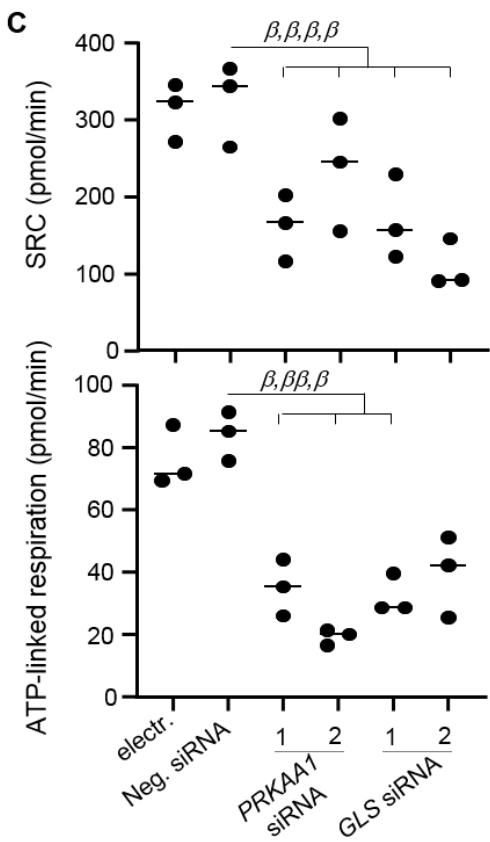 C
β,β,β,β
SRC (pmol/min)
400
300
200
100
0
β,ββ,β
ATP-linked respiration (pmol/min)
100
80
60
40
20
0
electr.
Neg. siRNA
1 2 1 2
PRKAA1
siRNA
GLS siRNA